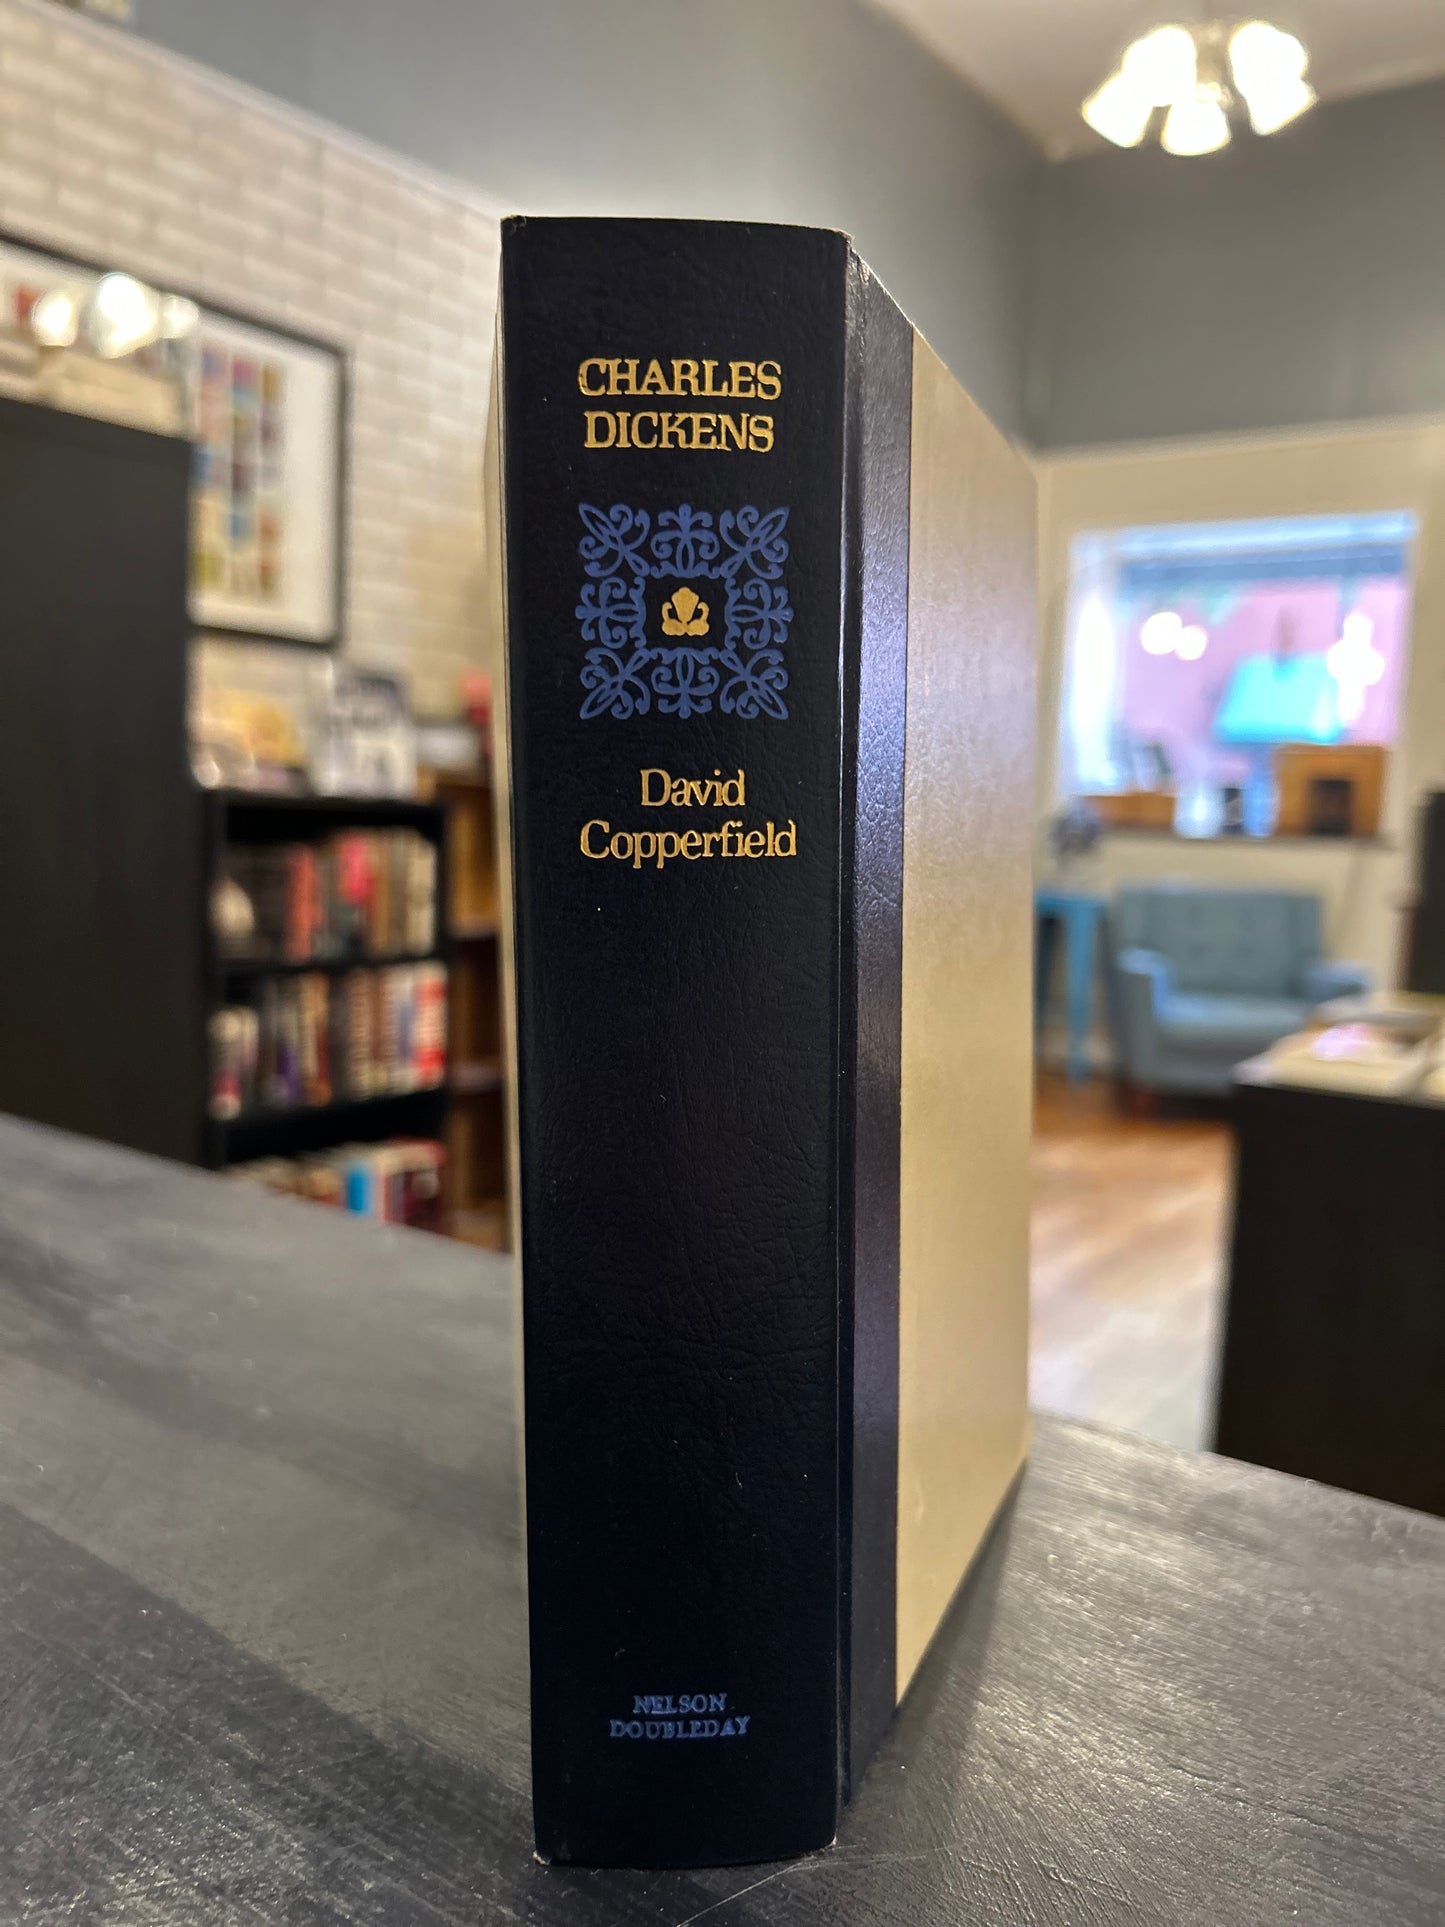 CHARLES
DICKENS
David
Copperfield
NELSON
DOUBLEDAY